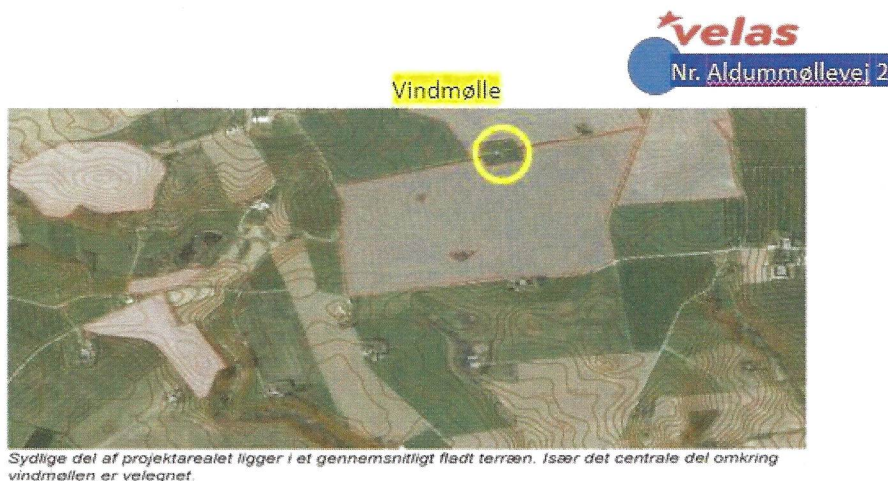 velas
Nr. Aldummøllevej 2
Vindmølle
Sydlige del af projektarealet ligger i et gennemsnitligt fladt terræn. Især det centrale del omkring
vindmøllen er velegnet.